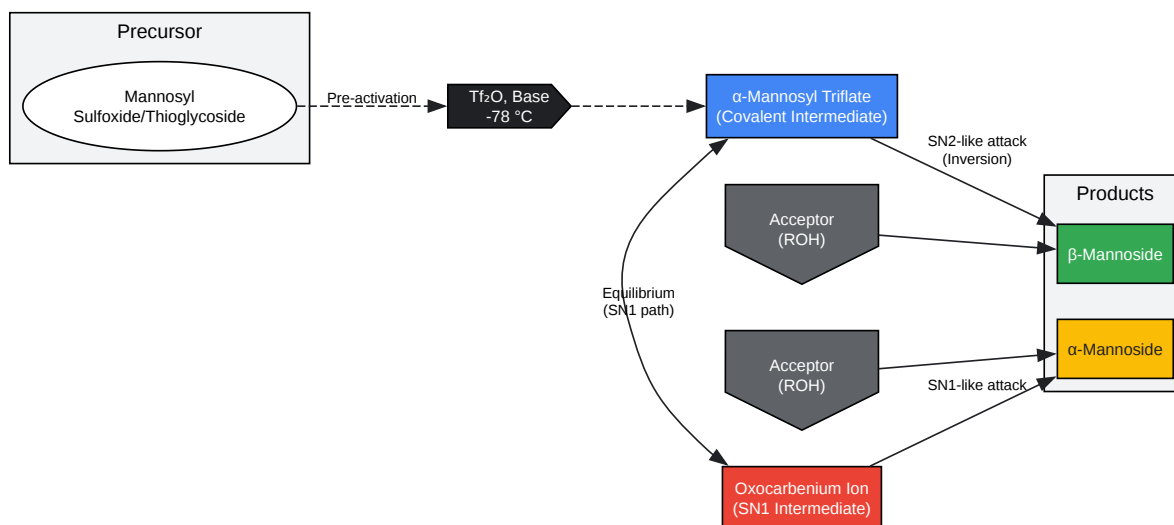 Precursor
Mannosyl
Sulfoxide/Thioglycoside
Pre-activation
Tf₂O, Base
-78 °C
α-Mannosyl Triflate
(Covalent Intermediate)
SN2-like attack
(Inversion)
Products
Acceptor
(ROH)
β-Mannoside
Equilibrium
(SN1 path)
Acceptor
(ROH)
α-Mannoside
SN1-like attack
Oxocarbenium Ion
(SN1 Intermediate)